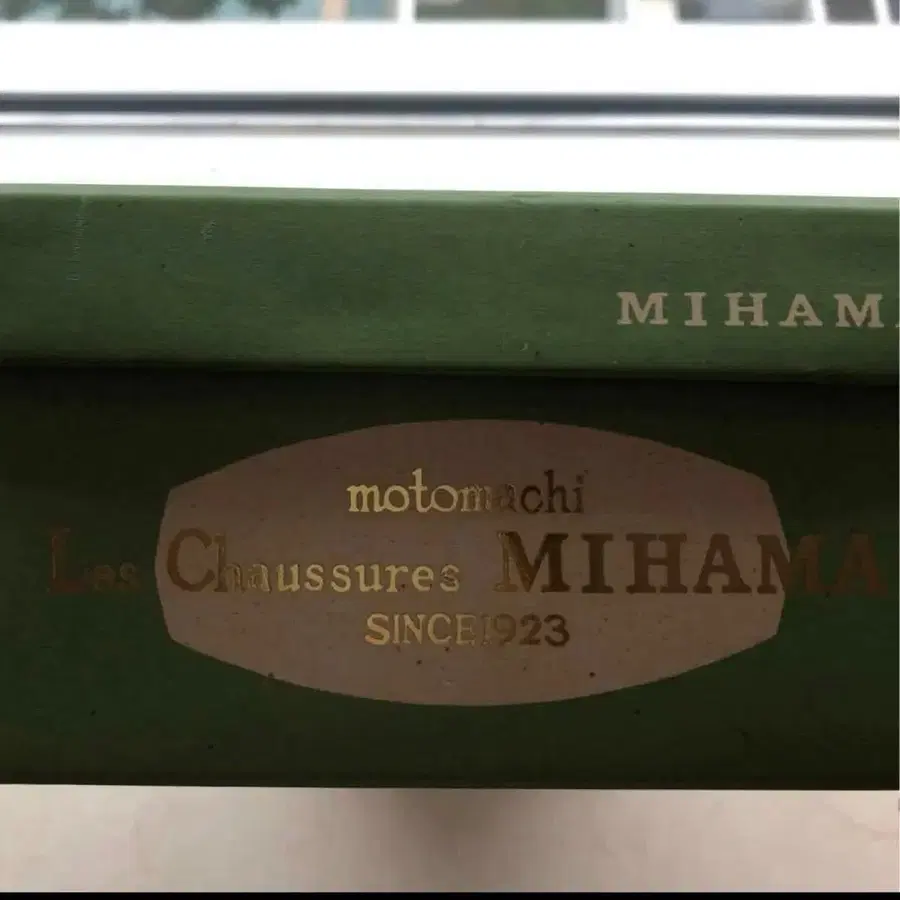 MIHAMA
motomachi
Les Chaussures MIHAMA
SINCE1923